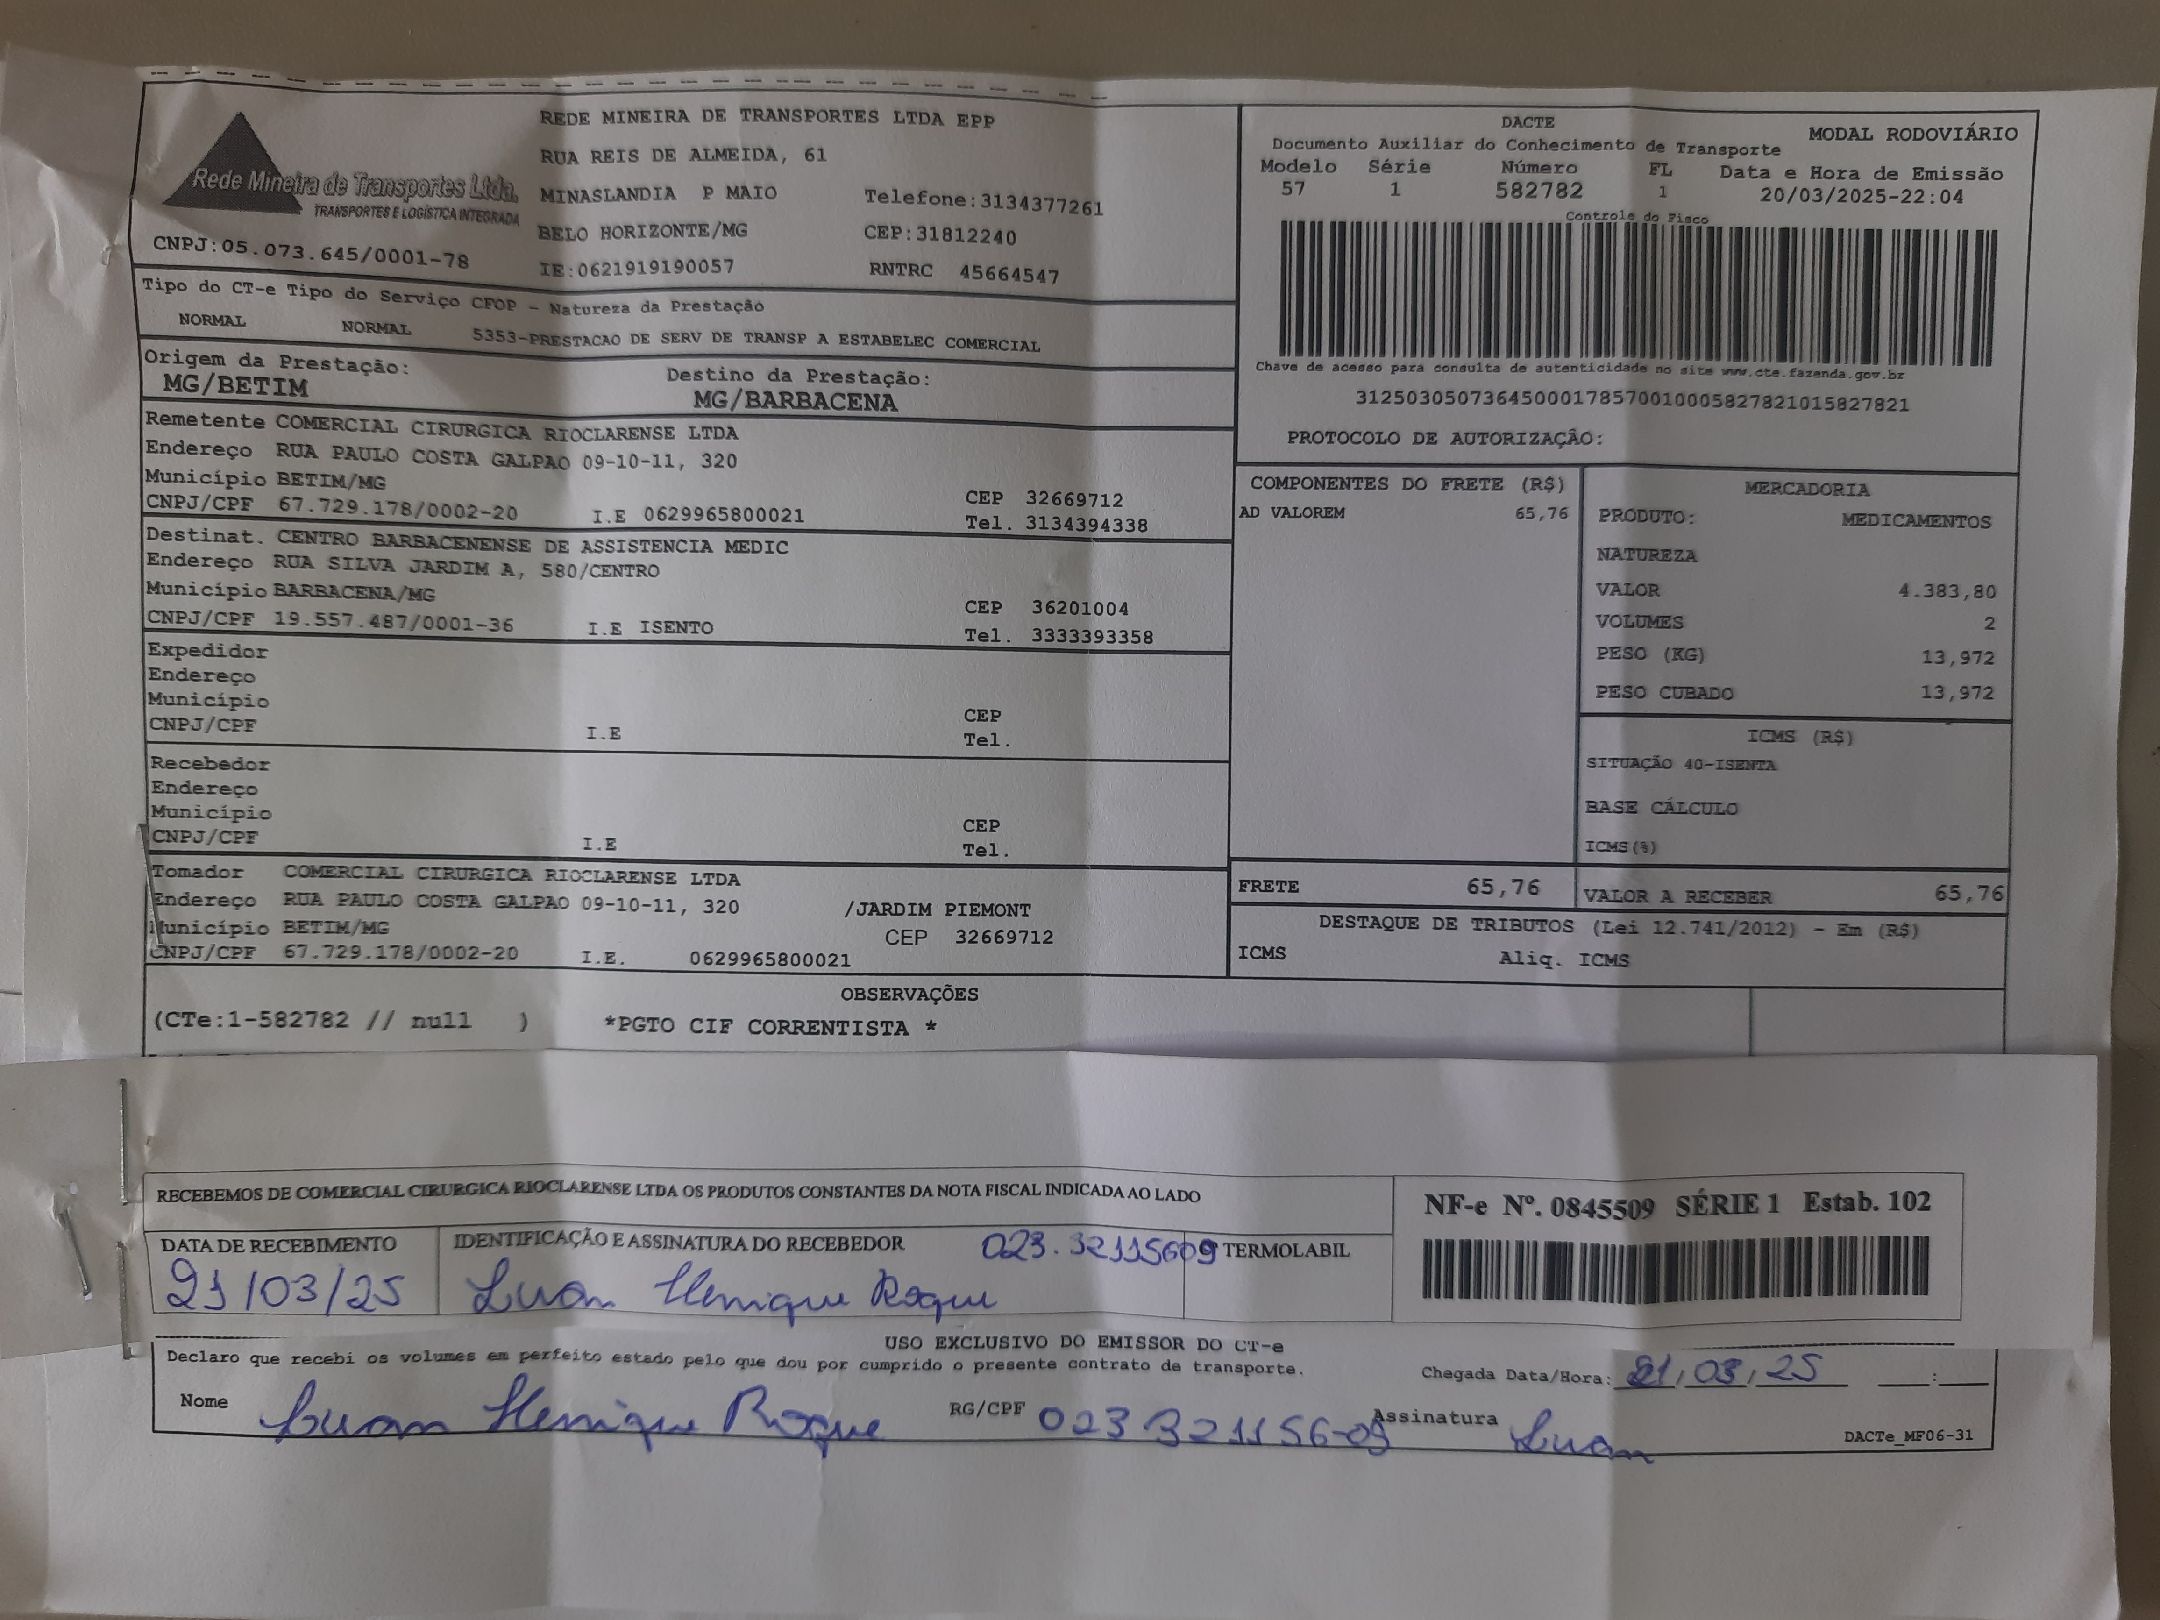 Rede Mineira de Transportes Ltda.
TRANSPORTES E LOGÍSTICA INTEGRADA
CNPJ:05.073.645/0001-78
REDE MINEIRA DE TRANSPORTES LTDA EPP
RUA REIS DE ALMEIDA, 61
MINASLANDIA P MAIO Telefone:3134377261
BELO HORIZONTE/MG CEP:31812240
IE:0621919190057 RNTRC 45664547
DACTE MODAL RODOVIÁRIO
Documento Auxiliar do Conhecimento de Transporte
Modelo Série Número FL Data e Hora de Emissão
57 1 582782 1 20/03/2025-22:04
Controle do Fisco
Chave de acesso para consulta de autenticidade no site www.cte.fazenda.gov.br
31250305073645000178570010005827821015827821
PROTOCOLO DE AUTORIZAÇÃO:
Tipo do CT-e Tipo do Serviço CFOP - Natureza da Prestação
NORMAL NORMAL 5353-PRESTACAO DE SERV DE TRANSP A ESTABELEC COMERCIAL
Origem da Prestação: Destino da Prestação:
MG/BETIM MG/BARBACENA
Remetente COMERCIAL CIRURGICA RIOCLARENSE LTDA
Endereço RUA PAULO COSTA GALPAO 09-10-11, 320
Município BETIM/MG CEP 32669712
CNPJ/CPF 67.729.178/0002-20 I.E 0629965800021 Tel. 3134394338
Destinat. CENTRO BARBACENENSE DE ASSISTENCIA MEDIC
Endereço RUA SILVA JARDIM A, 580/CENTRO
Município BARBACENA/MG CEP 36201004
CNPJ/CPF 19.557.487/0001-36 I.E ISENTO Tel. 3333393358
Expedidor
Endereço
Município CEP
CNPJ/CPF I.E Tel.
Recebedor
Endereço
Município CEP
CNPJ/CPF I.E Tel.
Tomador COMERCIAL CIRURGICA RIOCLARENSE LTDA
Endereço RUA PAULO COSTA GALPAO 09-10-11, 320 /JARDIM PIEMONT
Município BETIM/MG CEP 32669712
CNPJ/CPF 67.729.178/0002-20 I.E. 0629965800021
COMPONENTES DO FRETE (R$)
AD VALOREM 65,76
MERCADORIA
PRODUTO: MEDICAMENTOS
NATUREZA
VALOR 4.383,80
VOLUMES 2
PESO (KG) 13,972
PESO CUBADO 13,972
ICMS (R$)
SITUAÇÃO 40-ISENTA
BASE CÁLCULO
ICMS(%)
FRETE 65,76 VALOR A RECEBER 65,76
DESTAQUE DE TRIBUTOS (Lei 12.741/2012) - Em (R$)
ICMS Aliq. ICMS
OBSERVAÇÕES
(CTe:1-582782 // null ) *PGTO CIF CORRENTISTA *
RECEBEMOS DE COMERCIAL CIRURGICA RIOCLARENSE LTDA OS PRODUTOS CONSTANTES DA NOTA FISCAL INDICADA AO LADO
NF-e Nº. 0845509 SÉRIE 1 Estab. 102
DATA DE RECEBIMENTO IDENTIFICAÇÃO E ASSINATURA DO RECEBEDOR 023.32115609 TERMOLABIL
21/03/25 Luan Henrique Roque
USO EXCLUSIVO DO EMISSOR DO CT-e
Declaro que recebi os volumes em perfeito estado pelo que dou por cumprido o presente contrato de transporte. Chegada Data/Hora: 21/03/25 :
Nome Luan Henrique Roque RG/CPF 023 321156-09 Assinatura Luan
DACTe_MF06-31